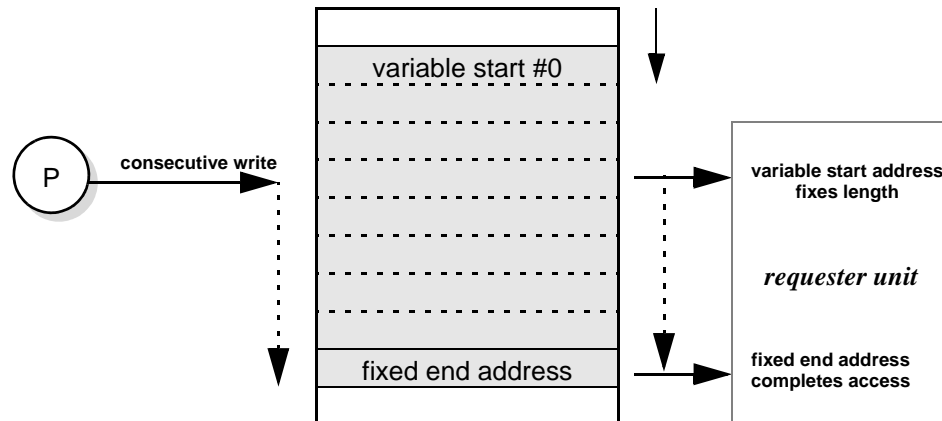 variable start #0
P
consecutive write
variable start address
fixes length
requester unit
fixed end address
fixed end address
completes access